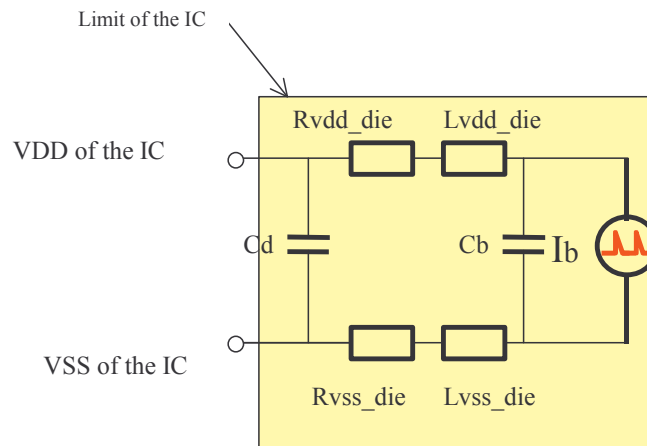 Limit of the IC
Rvdd_die Lvdd_die
VDD of the IC
Cd Cb Ib
VSS of the IC
Rvss_die Lvss_die